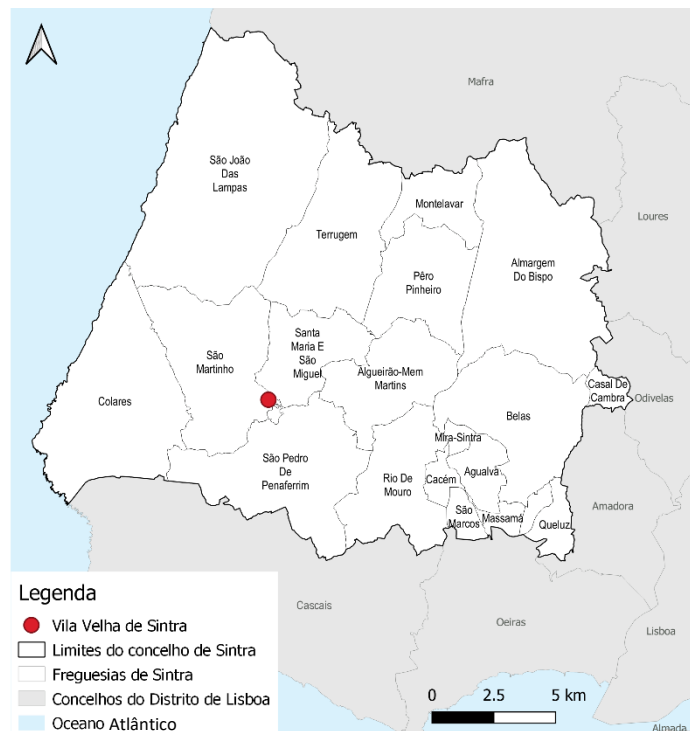 Mafra
São João
Das
Lampas
Montelavar
Loures
Terrugem
Almargem
Do Bispo
Pêro
Pinheiro
Santa
Maria E
São
Miguel
São
Martinho
Algueirão-Mem
Martins
Casal De
Cambra
Odivelas
Colares
Belas
Mira-Sintra
São Pedro
De
Penaferrim
Agualva
Rio De
Mouro
Cacém
Amadora
São
Marcos
Massamá
Queluz
Legenda
Vila Velha de Sintra
Limites do concelho de Sintra
Freguesias de Sintra
Concelhos do Distrito de Lisboa
Oceano Atlântico
Cascais
Oeiras
Lisboa
0 2.5 5 km
Almada